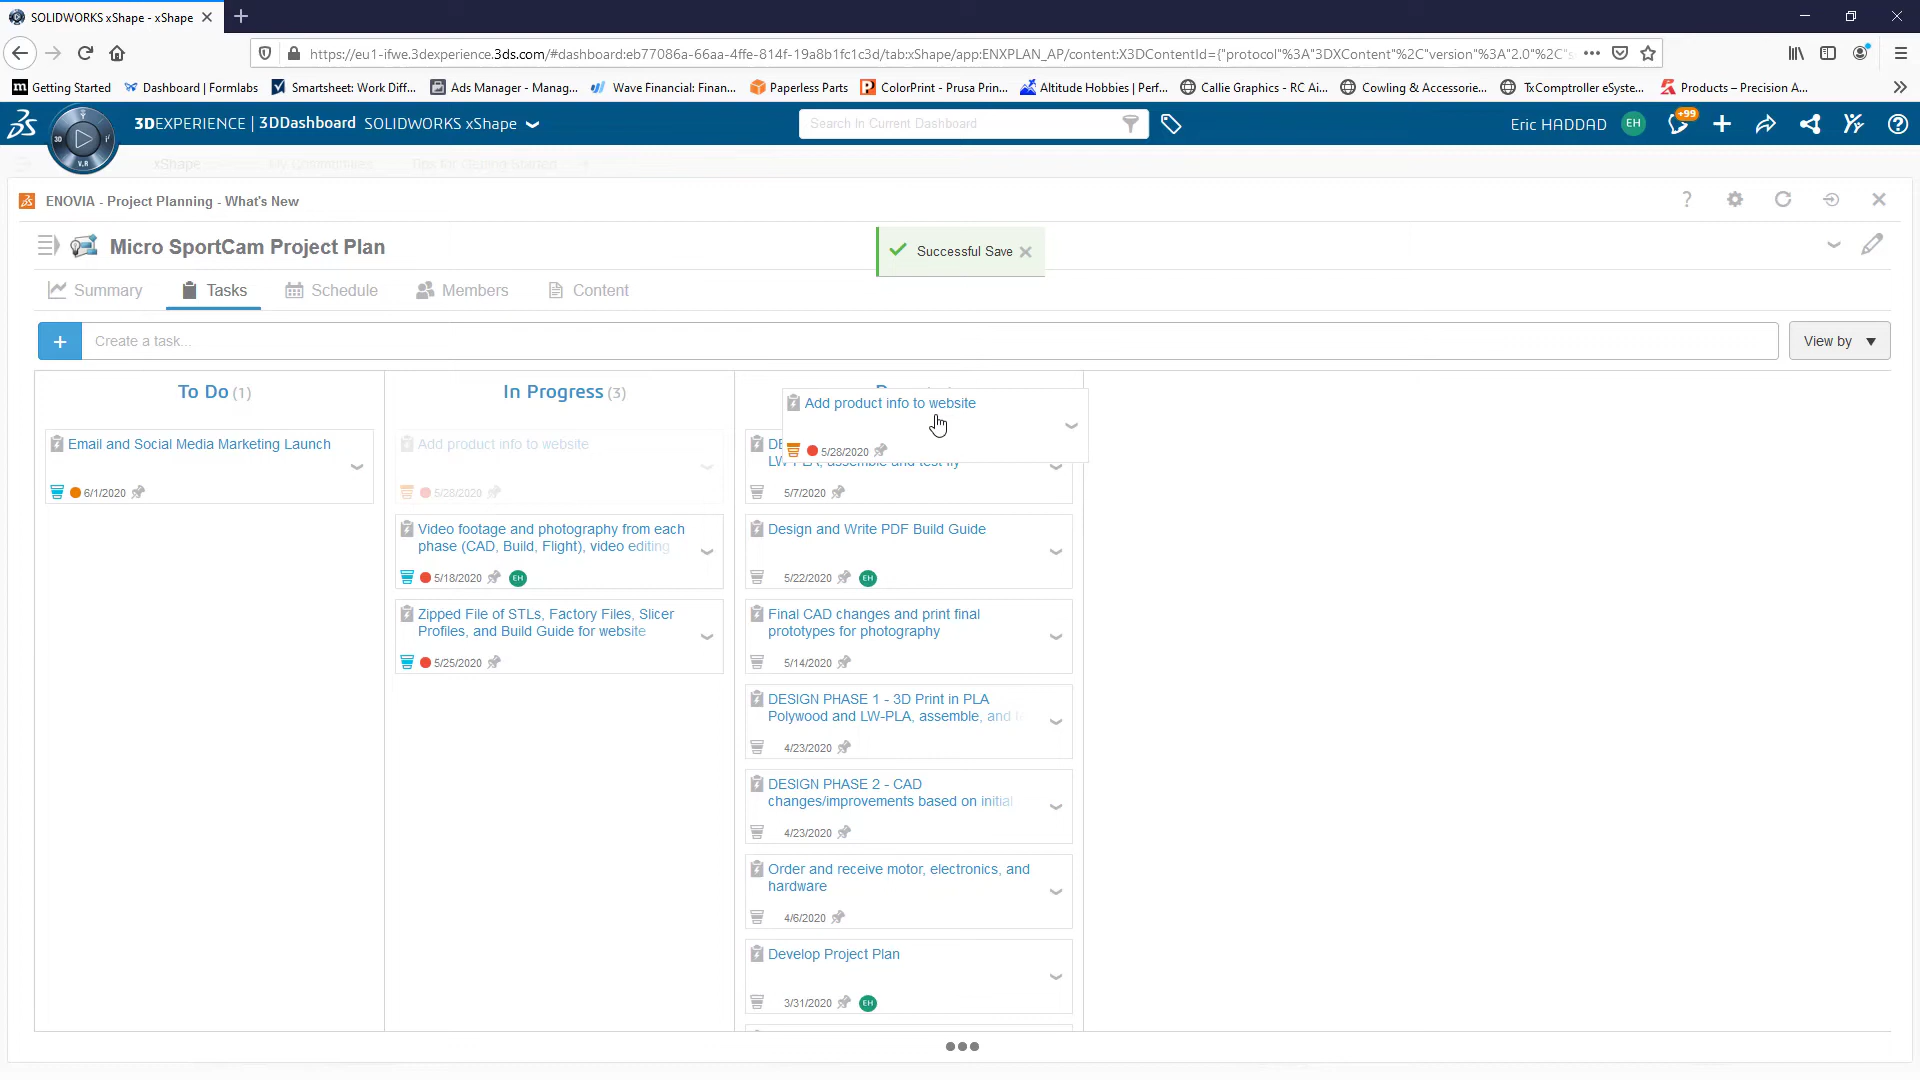 SOLIDWORKS xShape - xShape
https://eu1-ifwe.3dexperience.3ds.com/#dashboard:eb77086a-66aa-4ffe-814f-19a8b1fc1c3d/tab:xShape/app:ENXPLAN_AP/content:X3DContentId={"protocol"%3A"3DXContent"%2C"version"%3A"2.0"%2C"s
Getting Started
Dashboard | Formlabs
Smartsheet: Work Diff...
Ads Manager - Manag...
Wave Financial: Finan...
Paperless Parts
ColorPrint - Prusa Prin...
Altitude Hobbies | Perf...
Callie Graphics - RC Ai...
Cowling & Accessorie...
TxComptroller eSyste...
Products – Precision A...
3DEXPERIENCE | 3DDashboard SOLIDWORKS xShape
Search In Current Dashboard
Eric HADDAD EH +99
3D
V.R
xShape My Communities Tips for Getting Started
ENOVIA - Project Planning - What's New
Micro SportCam Project Plan
Successful Save
Summary
Tasks
Schedule
Members
Content
Create a task...
View by
To Do (1)
Email and Social Media Marketing Launch
6/1/2020
In Progress (3)
Add product info to website
5/28/2020
Video footage and photography from each
phase (CAD, Build, Flight), video editing
5/18/2020 EH
Zipped File of STLs, Factory Files, Slicer
Profiles, and Build Guide for website
5/25/2020
Add product info to website
5/28/2020
LW-PLA, assemble and test fly
5/7/2020
Design and Write PDF Build Guide
5/22/2020 EH
Final CAD changes and print final
prototypes for photography
5/14/2020
DESIGN PHASE 1 - 3D Print in PLA
Polywood and LW-PLA, assemble, and
4/23/2020
DESIGN PHASE 2 - CAD
changes/improvements based on initial
4/23/2020
Order and receive motor, electronics, and
hardware
4/6/2020
Develop Project Plan
3/31/2020 EH